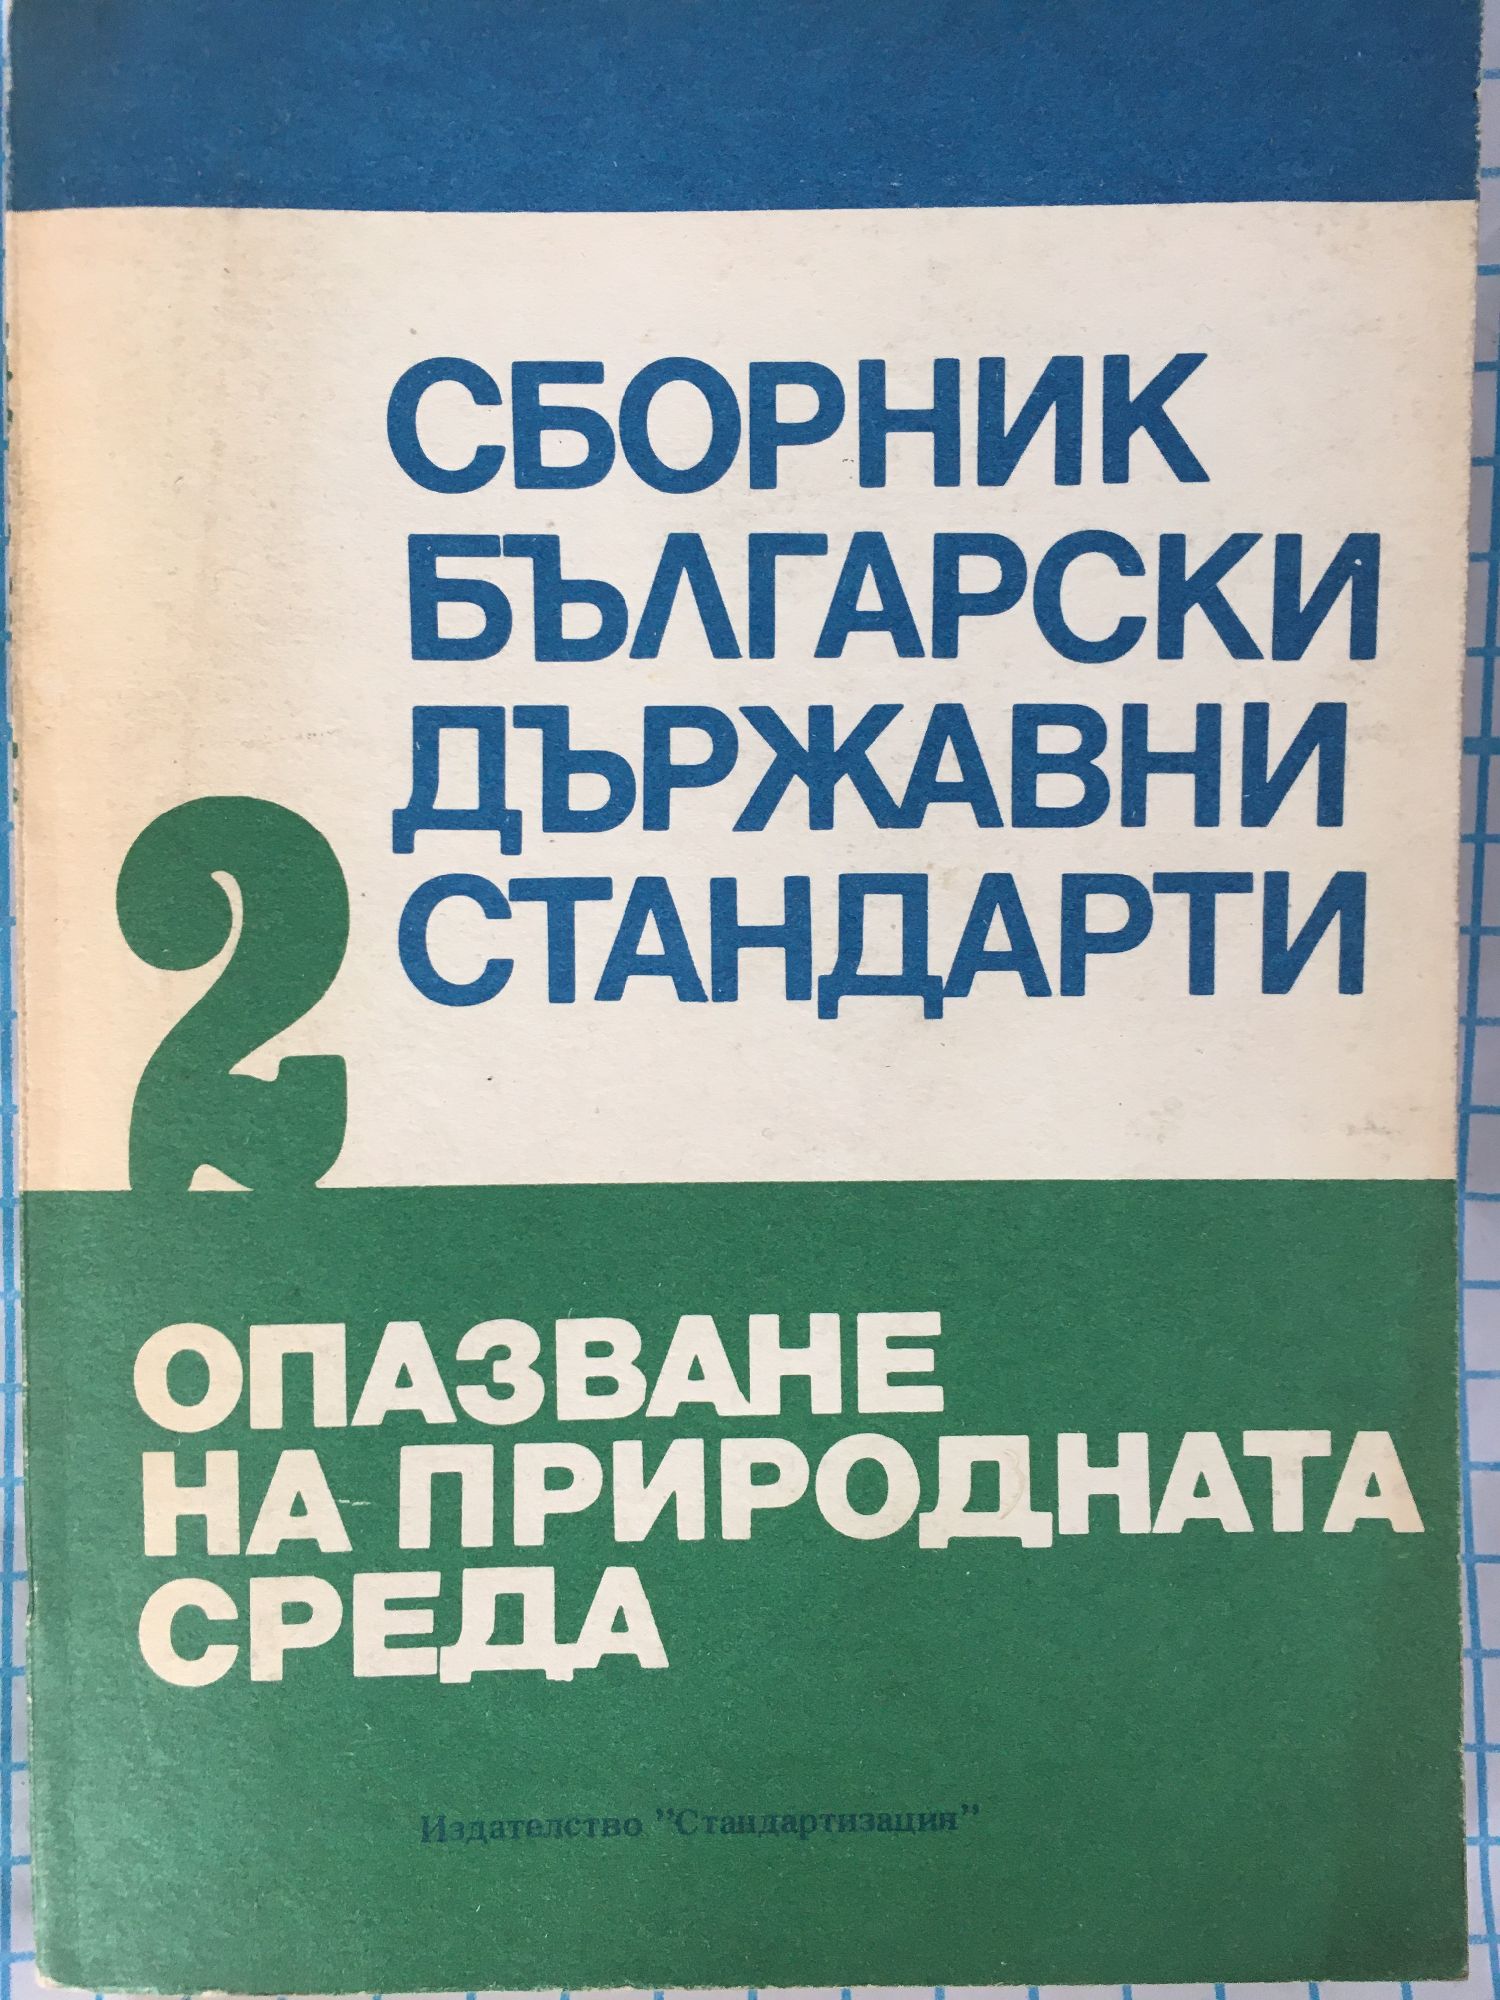 СБОРНИК
БЪЛГАРСКИ
ДЪРЖАВНИ
СТАНДАРТИ
2
ОПАЗВАНЕ
НА ПРИРОДНАТА
СРЕДА
Издателство "Стандартизация"